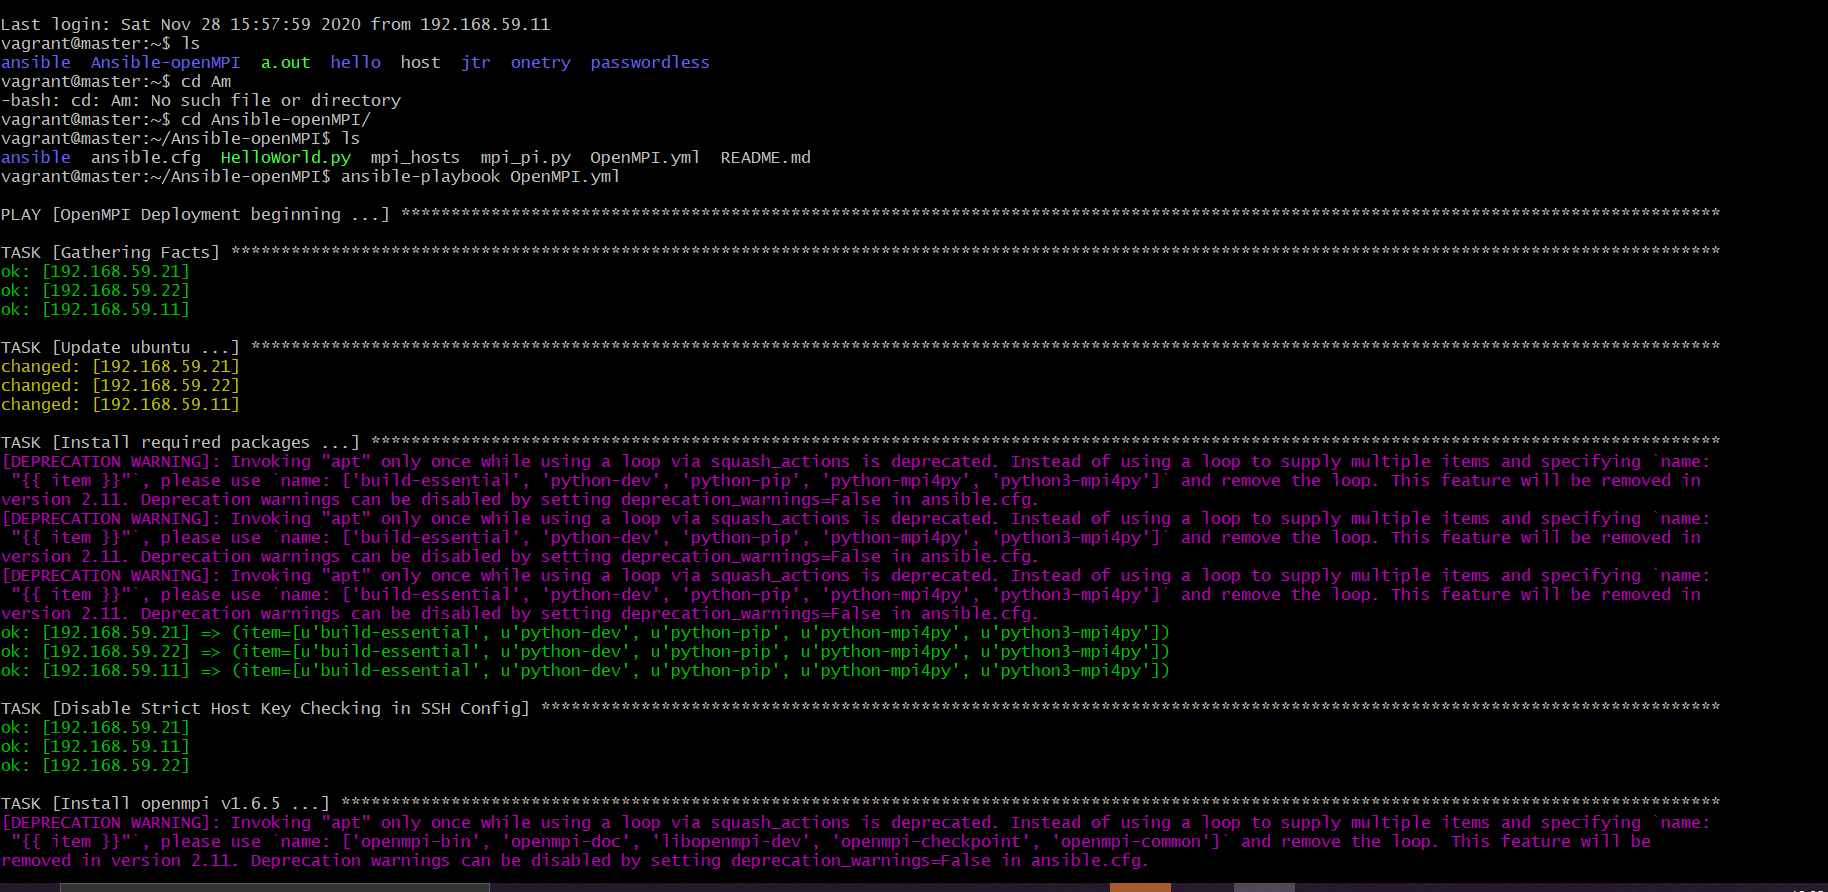 Last login: Sat Nov 28 15:57:59 2020 from 192.168.59.11
vagrant@master:~$ ls
ansible  Ansible-openMPI  a.out  hello  host  jtr  onetry  passwordless
vagrant@master:~$ cd Am
-bash: cd: Am: No such file or directory
vagrant@master:~$ cd Ansible-openMPI/
vagrant@master:~/Ansible-openMPI$ ls
ansible  ansible.cfg  HelloWorld.py  mpi_hosts  mpi_pi.py  OpenMPI.yml  README.md
vagrant@master:~/Ansible-openMPI$ ansible-playbook OpenMPI.yml
PLAY [OpenMPI Deployment beginning ...] ************************************************************************************************************************************
TASK [Gathering Facts] *****************************************************************************************************************************************************
ok: [192.168.59.21]
ok: [192.168.59.22]
ok: [192.168.59.11]
TASK [Update ubuntu ...] ***************************************************************************************************************************************************
changed: [192.168.59.21]
changed: [192.168.59.22]
changed: [192.168.59.11]
TASK [Install required packages ...] ***************************************************************************************************************************************
[DEPRECATION WARNING]: Invoking "apt" only once while using a loop via squash_actions is deprecated. Instead of using a loop to supply multiple items and specifying `name:
 "{{ item }}"`, please use `name: ['build-essential', 'python-dev', 'python-pip', 'python-mpi4py', 'python3-mpi4py']` and remove the loop. This feature will be removed in
version 2.11. Deprecation warnings can be disabled by setting deprecation_warnings=False in ansible.cfg.
[DEPRECATION WARNING]: Invoking "apt" only once while using a loop via squash_actions is deprecated. Instead of using a loop to supply multiple items and specifying `name:
 "{{ item }}"`, please use `name: ['build-essential', 'python-dev', 'python-pip', 'python-mpi4py', 'python3-mpi4py']` and remove the loop. This feature will be removed in
version 2.11. Deprecation warnings can be disabled by setting deprecation_warnings=False in ansible.cfg.
[DEPRECATION WARNING]: Invoking "apt" only once while using a loop via squash_actions is deprecated. Instead of using a loop to supply multiple items and specifying `name:
 "{{ item }}"`, please use `name: ['build-essential', 'python-dev', 'python-pip', 'python-mpi4py', 'python3-mpi4py']` and remove the loop. This feature will be removed in
version 2.11. Deprecation warnings can be disabled by setting deprecation_warnings=False in ansible.cfg.
ok: [192.168.59.21] => (item=[u'build-essential', u'python-dev', u'python-pip', u'python-mpi4py', u'python3-mpi4py'])
ok: [192.168.59.22] => (item=[u'build-essential', u'python-dev', u'python-pip', u'python-mpi4py', u'python3-mpi4py'])
ok: [192.168.59.11] => (item=[u'build-essential', u'python-dev', u'python-pip', u'python-mpi4py', u'python3-mpi4py'])
TASK [Disable Strict Host Key Checking in SSH Config] **********************************************************************************************************************
ok: [192.168.59.21]
ok: [192.168.59.11]
ok: [192.168.59.22]
TASK [Install openmpi v1.6.5 ...] ******************************************************************************************************************************************
[DEPRECATION WARNING]: Invoking "apt" only once while using a loop via squash_actions is deprecated. Instead of using a loop to supply multiple items and specifying `name:
 "{{ item }}"`, please use `name: ['openmpi-bin', 'openmpi-doc', 'libopenmpi-dev', 'openmpi-checkpoint', 'openmpi-common']` and remove the loop. This feature will be
removed in version 2.11. Deprecation warnings can be disabled by setting deprecation_warnings=False in ansible.cfg.